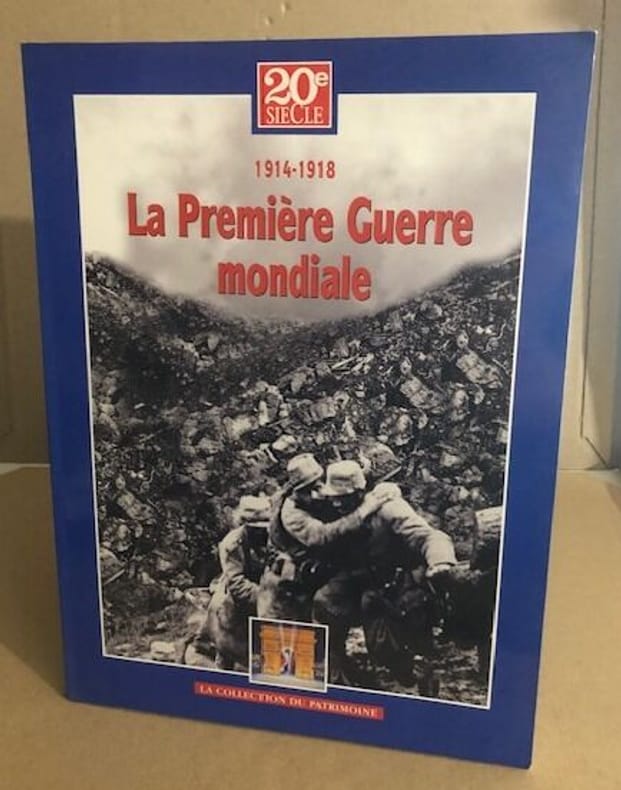 20e
SIECLE
1914-1918
La Première Guerre
mondiale
LA COLLECTION DU PATRIMOINE